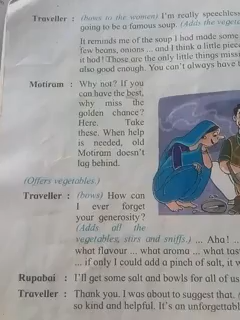 Traveller : (bows to the women) I'm really speechless
going to be a famous soup. (Adds the
It reminds me of the soup I had made some
few beans, onions ... and I think a little piece
it had! Those are the only little things
also good enough. You can't always have
Motiram : Why not? If you
can have the best,
why miss the
golden chance?
Here. Take
these. When help
is needed, old
Motiram doesn't
lag behind.
(Offers vegetables.)
Traveller : (bows) How can
I ever forget
your generosity?
(Adds all the
vegetables, stirs and sniffs.) ... Aha! ...
what flavour ... what aroma ... what
... if only I could add a pinch of salt, it
Rupabai : I'll get some salt and bowls for all of us
Traveller : Thank you. I was about to suggest that.
so kind and helpful. It's an